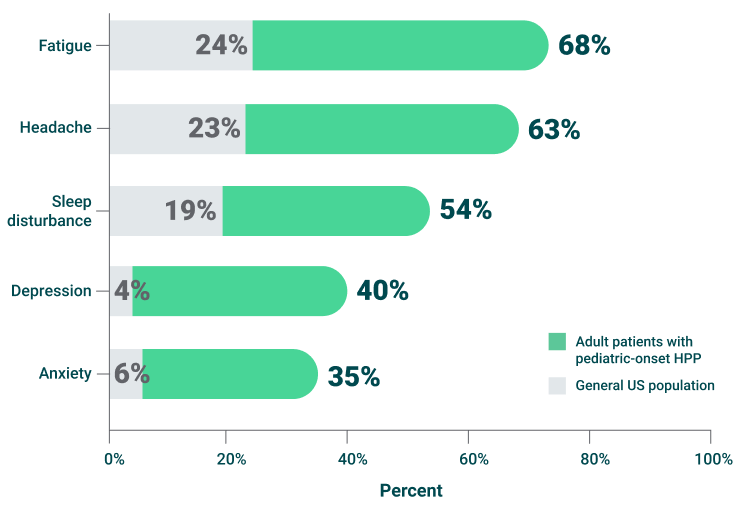 Fatigue
24%
68%
Headache
23%
63%
Sleep
disturbance
19%
54%
Depression
4%
40%
Anxiety
6%
35%
Adult patients with
pediatric-onset HPP
General US population
0%
20%
40%
60%
80%
100%
Percent